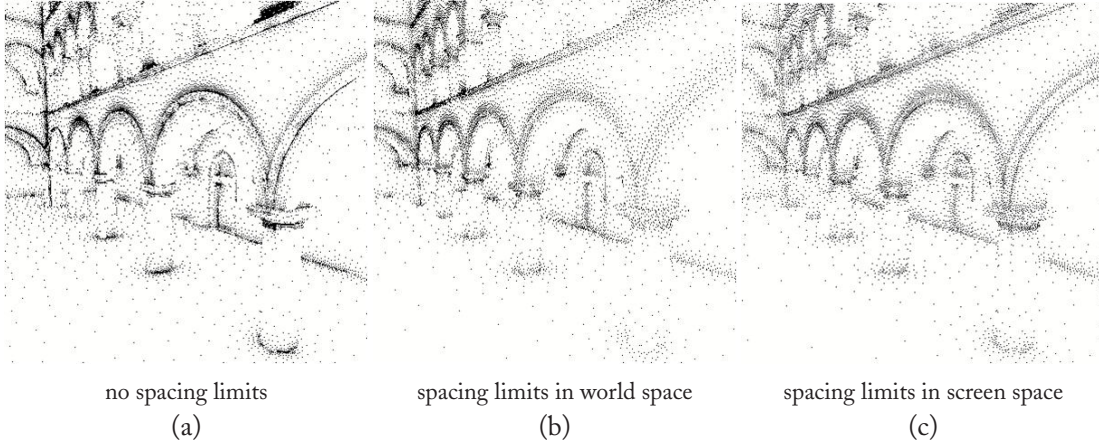 no spacing limits
spacing limits in world space
spacing limits in screen space
(a)
(b)
(c)